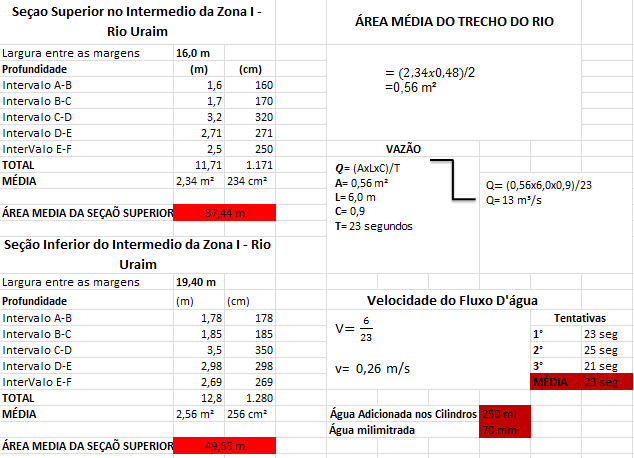 Seçao Superior no Intermedio da Zona I -
Rio Uraim
Largura entre as margens 16,0 m
Profundidade (m) (cm)
Intervalo A-B 1,6 160
Intervalo B-C 1,7 170
Intervalo C-D 3,2 320
Intervalo D-E 2,71 271
InterValo E-F 2,5 250
TOTAL 11,71 1.171
MÉDIA 2,34 m² 234 cm²
ÁREA MEDIA DA SEÇAÕ SUPERIOR 37,44 m
Seção Inferior do Intermedio da Zona I - Rio
Uraim
Largura entre as margens 19,40 m
Profundidade (m) (cm)
Intervalo A-B 1,78 178
Intervalo B-C 1,85 185
Intervalo C-D 3,5 350
Intervalo D-E 2,98 298
InterValo E-F 2,69 269
TOTAL 12,8 1.280
MÉDIA 2,56 m² 256 cm²
ÁREA MEDIA DA SEÇAÕ SUPERIOR 49,66 m
ÁREA MÉDIA DO TRECHO DO RIO
= (2,34x0,48)/2
=0,56 m²
VAZÃO
Q= (AxLxC)/T
A= 0,56 m²
L= 6,0 m
C= 0,9
T= 23 segundos
Q= (0,56x6,0x0,9)/23
Q= 13 m³/s
Velocidade do Fluxo D'água
V= 6/23
v= 0,26 m/s
Tentativas
1° 23 seg
2° 25 seg
3° 21 seg
MÉDIA 23 seg
Água Adicionada nos Cilindros 250 ml
Água milimitrada 70 mm